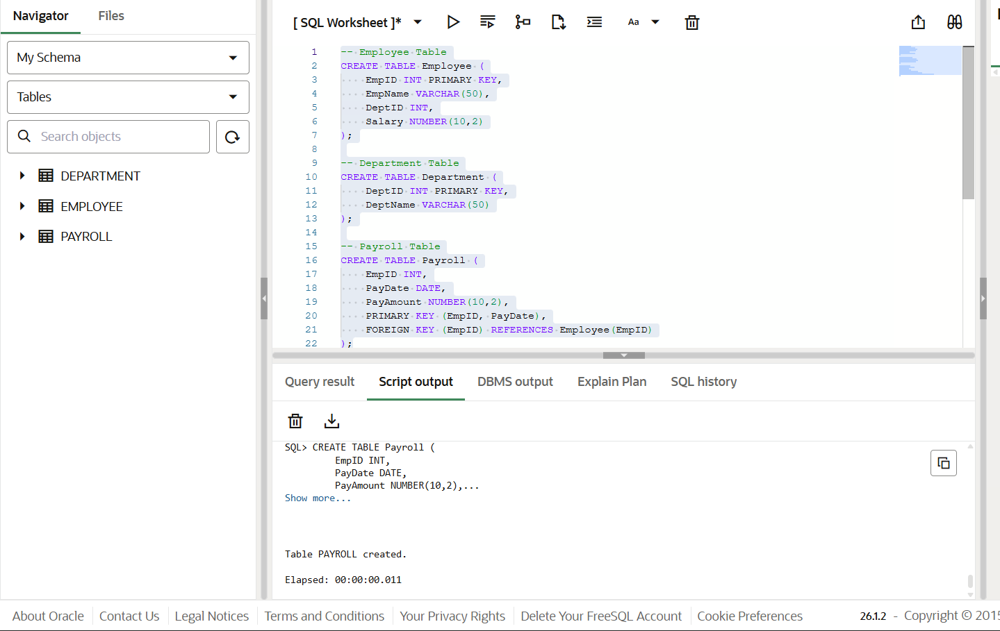 Navigator Files
My Schema
Tables
Search objects
DEPARTMENT
EMPLOYEE
PAYROLL
[ SQL Worksheet ]* Aa
1 -- Employee Table
2 CREATE TABLE Employee (
3 EmpID INT PRIMARY KEY,
4 EmpName VARCHAR(50),
5 DeptID INT,
6 Salary NUMBER(10,2)
7 );
8
9 -- Department Table
10 CREATE TABLE Department (
11 DeptID INT PRIMARY KEY,
12 DeptName VARCHAR(50)
13 );
14
15 -- Payroll Table
16 CREATE TABLE Payroll (
17 EmpID INT,
18 PayDate DATE,
19 PayAmount NUMBER(10,2),
20 PRIMARY KEY (EmpID, PayDate),
21 FOREIGN KEY (EmpID) REFERENCES Employee(EmpID)
22 );
Query result Script output DBMS output Explain Plan SQL history
SQL> CREATE TABLE Payroll (
EmpID INT,
PayDate DATE,
PayAmount NUMBER(10,2),...
Show more...
Table PAYROLL created.
Elapsed: 00:00:00.011
About Oracle Contact Us Legal Notices Terms and Conditions Your Privacy Rights Delete Your FreeSQL Account Cookie Preferences 26.1.2 - Copyright © 2015